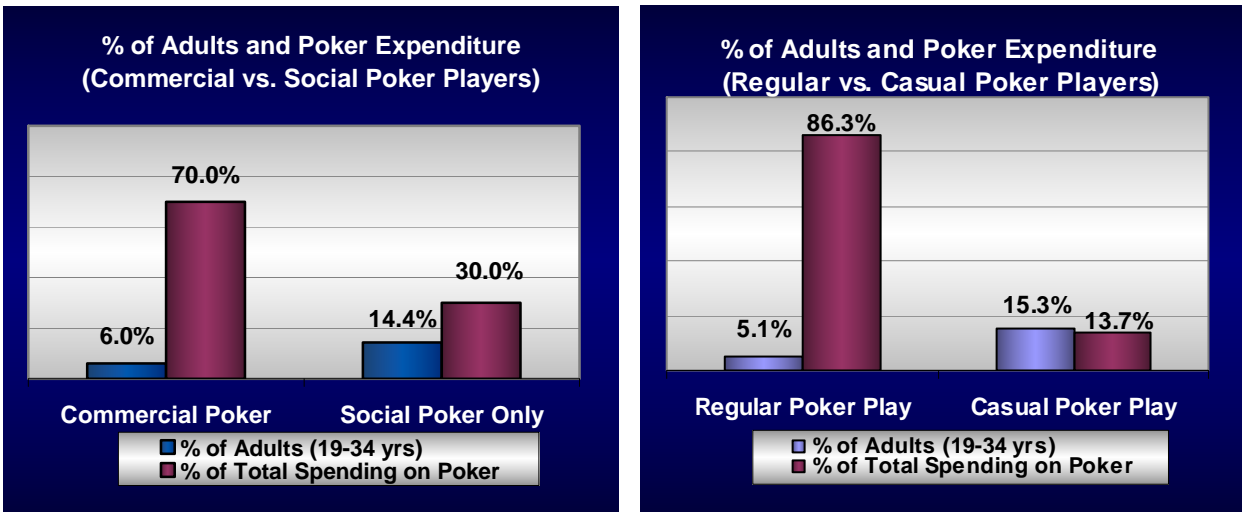 % of Adults and Poker Expenditure
(Commercial vs. Social Poker Players)
70.0%
30.0%
14.4%
6.0%
Commercial Poker
Social Poker Only
% of Adults (19-34 yrs)
% of Total Spending on Poker
% of Adults and Poker Expenditure
(Regular vs. Casual Poker Players)
86.3%
15.3%
13.7%
5.1%
Regular Poker Play
Casual Poker Play
% of Adults (19-34 yrs)
% of Total Spending on Poker